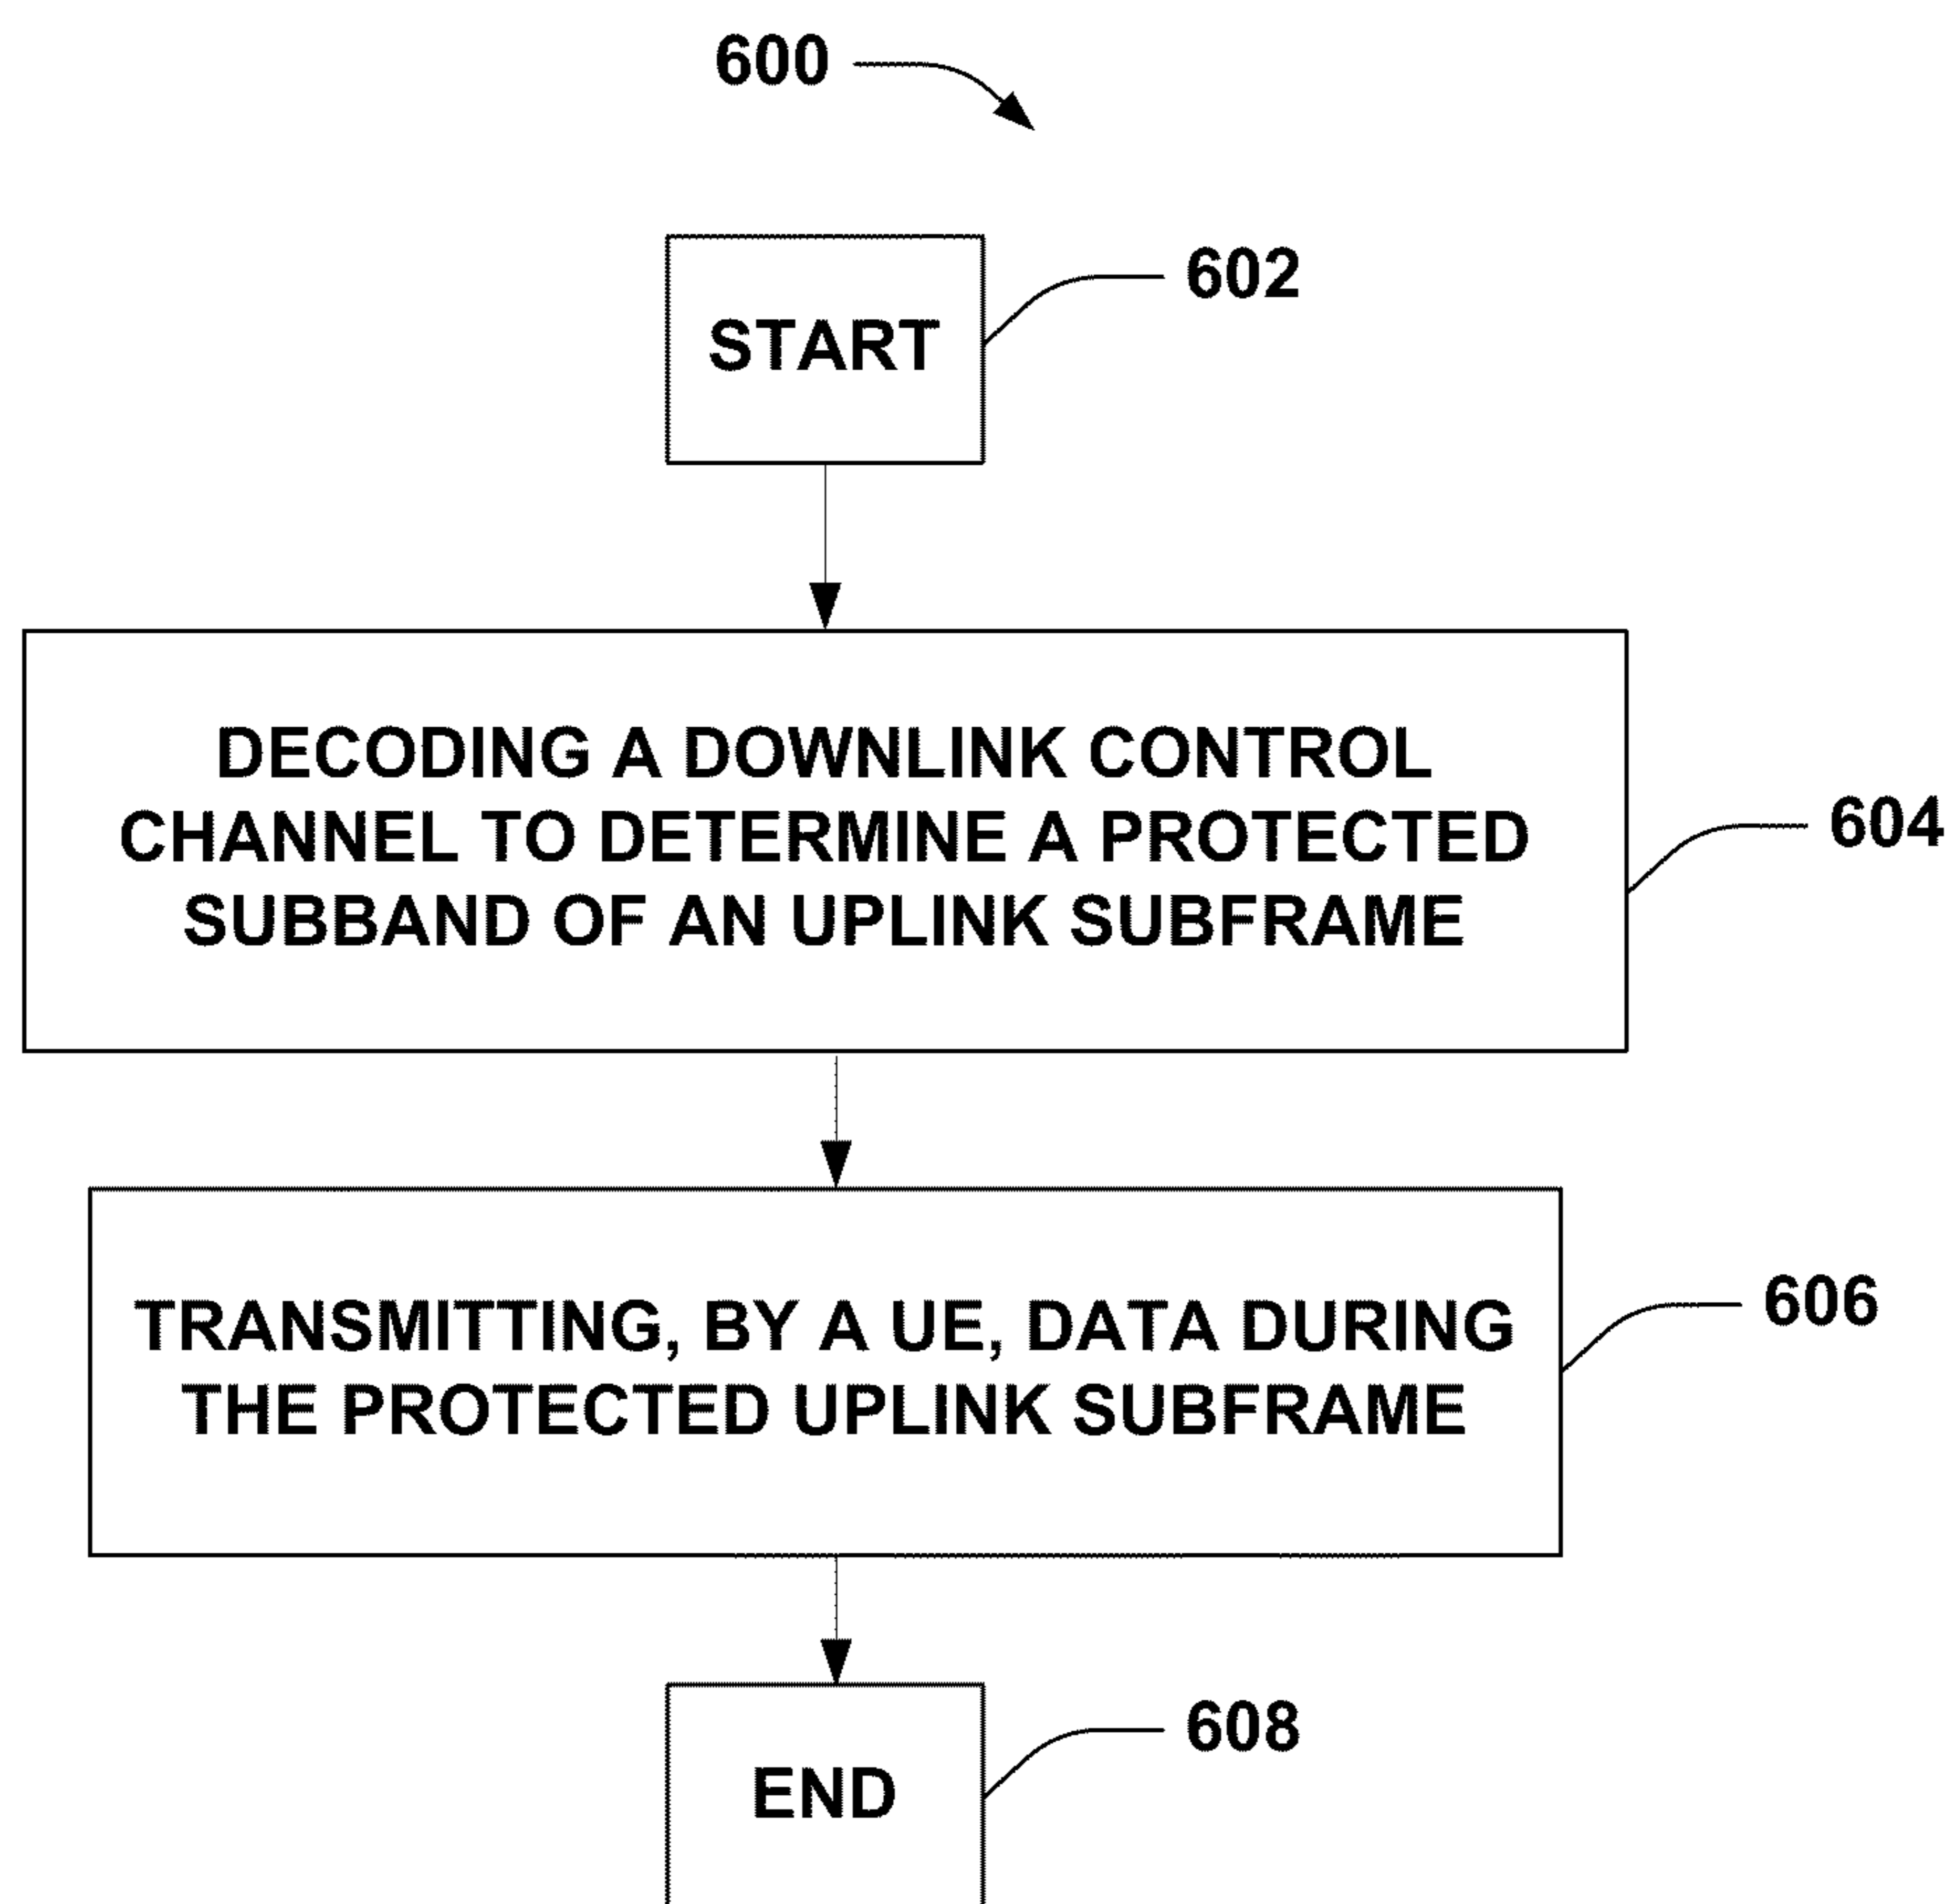 600
602
START
DECODING A DOWNLINK CONTROL
CHANNEL TO DETERMINE A PROTECTED
SUBBAND OF AN UPLINK SUBFRAME
604
TRANSMITTING, BY A UE, DATA DURING
THE PROTECTED UPLINK SUBFRAME
606
608
END